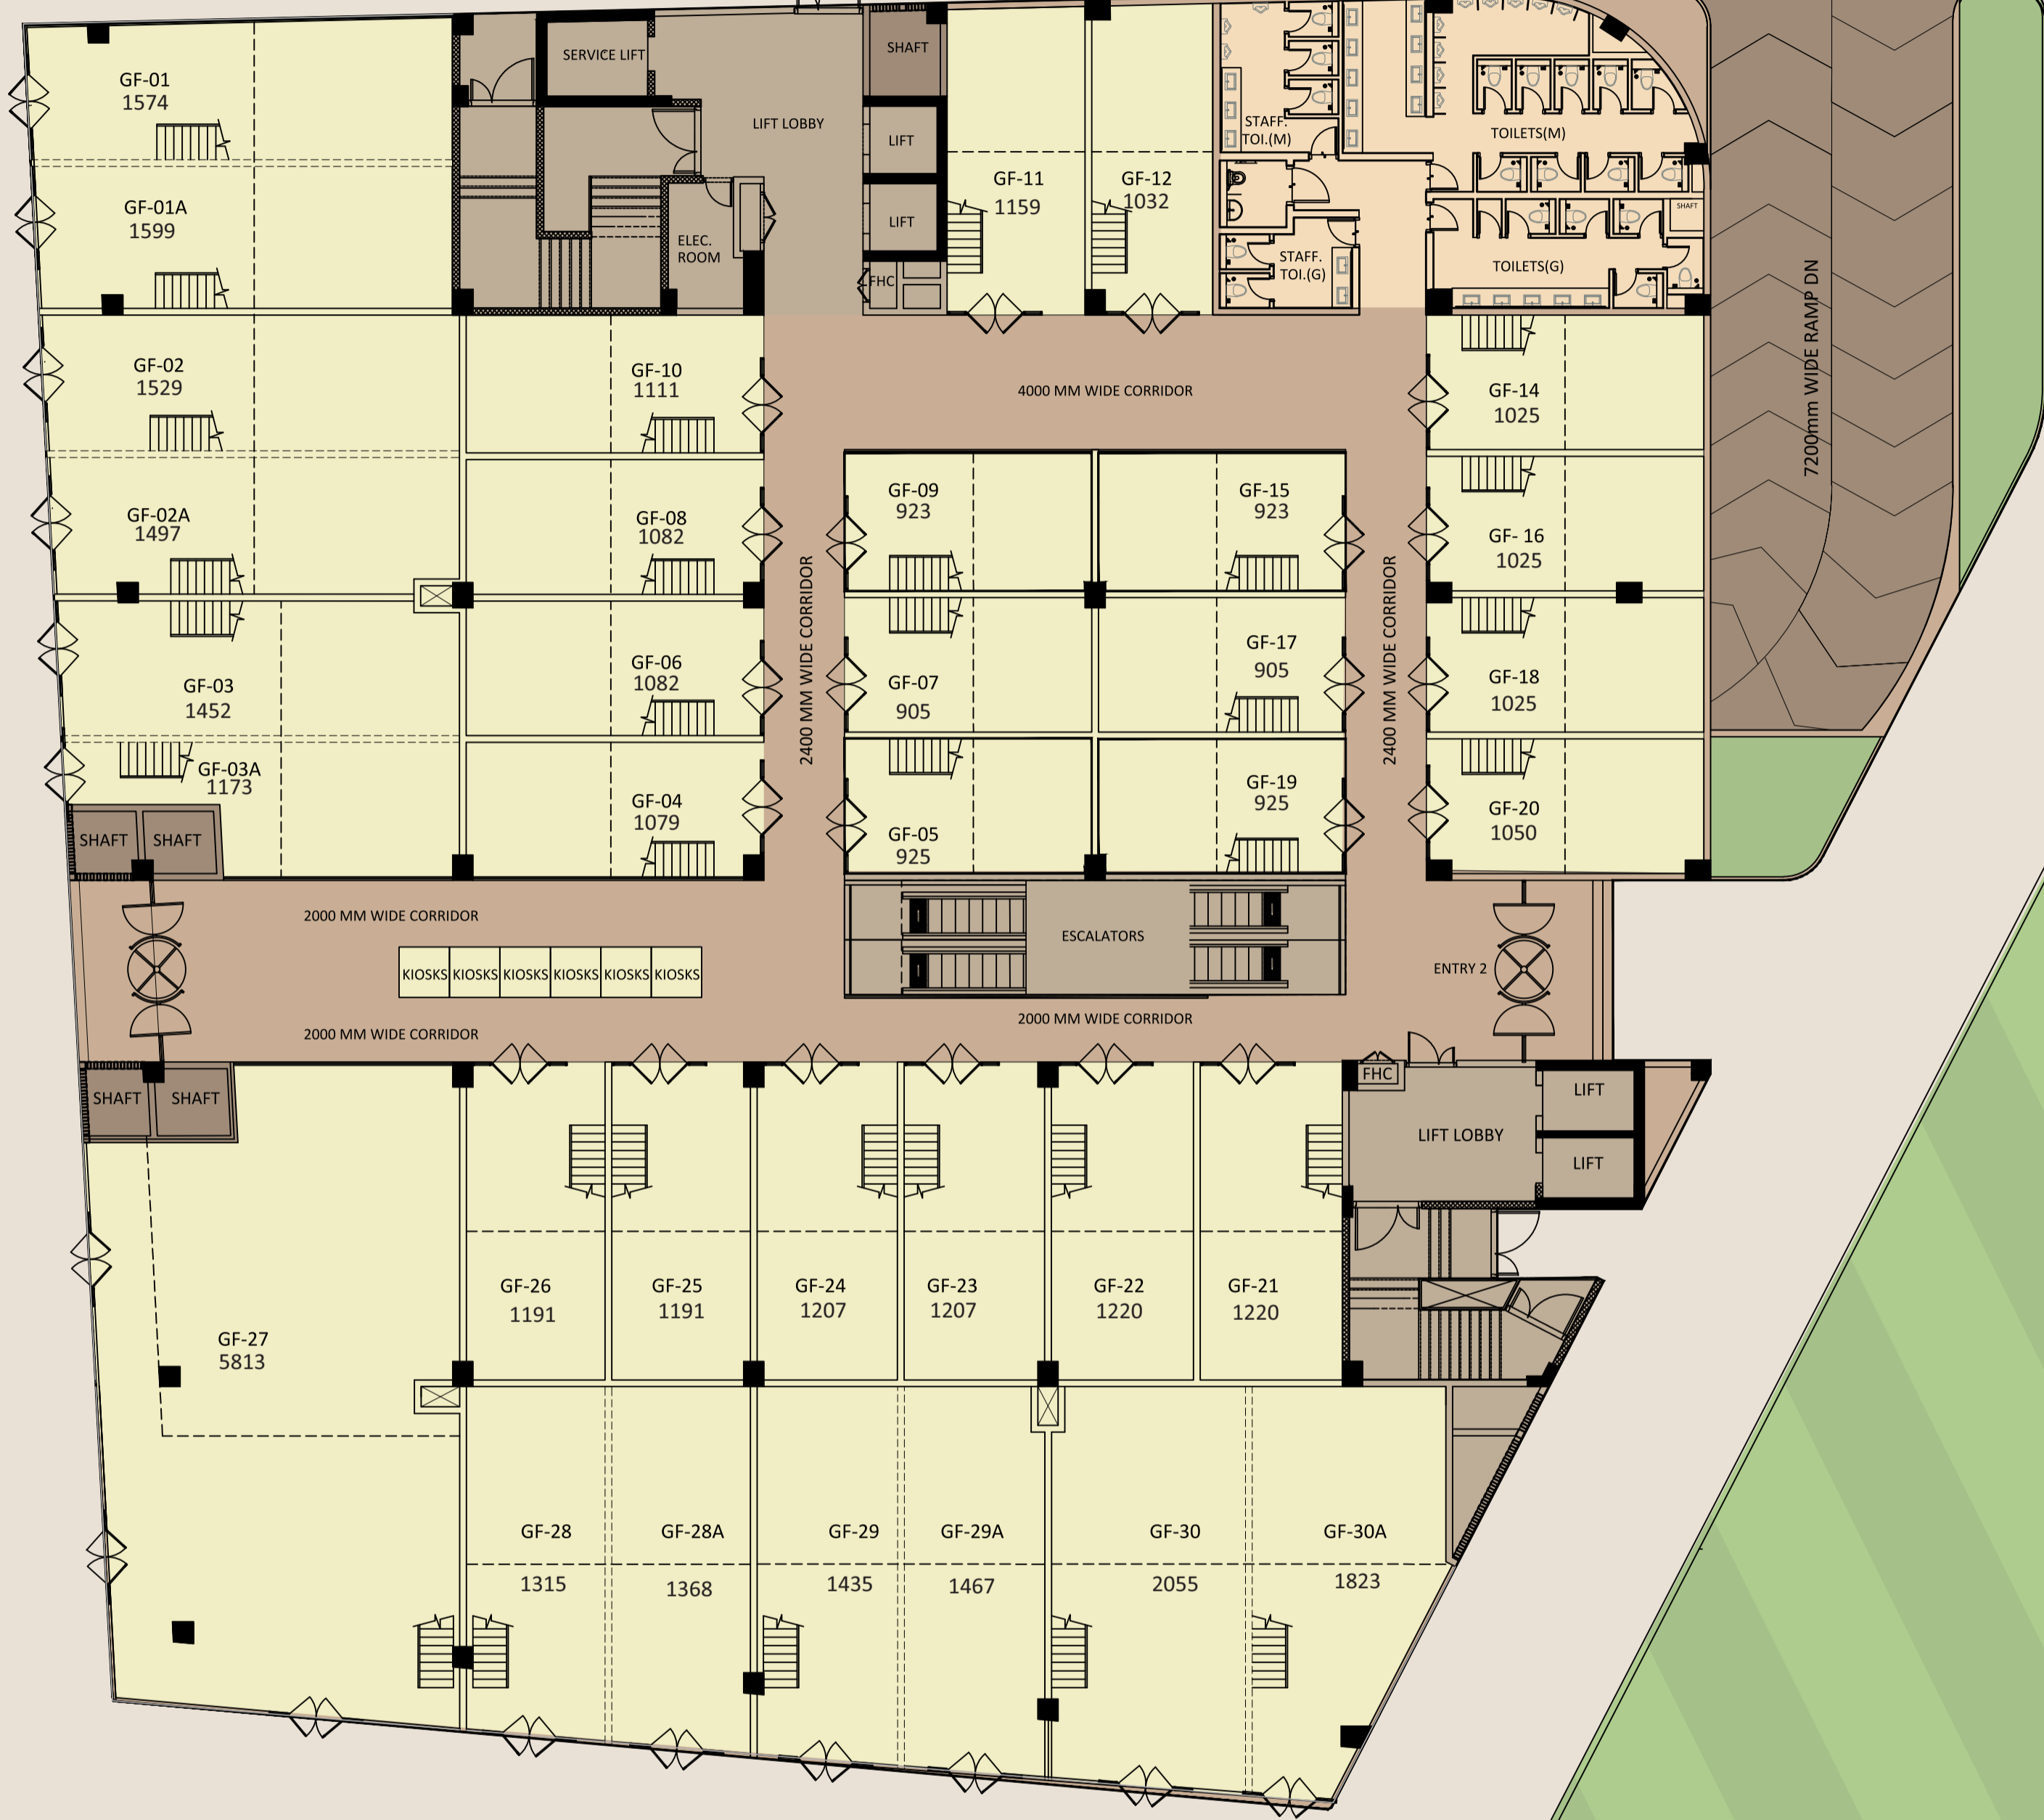 GF-01
1574
SERVICE LIFT
LIFT LOBBY
SHAFT
LIFT
LIFT
FHC
ELEC.
ROOM
GF-01A
1599
GF-11
1159
GF-12
1032
STAFF.
TOI.(M)
TOILETS(M)
STAFF.
TOI.(G)
SHAFT
TOILETS(G)
7200mm WIDE RAMP DN
GF-02
1529
GF-10
1111
4000 MM WIDE CORRIDOR
GF-14
1025
GF-02A
1497
GF-08
1082
GF-09
923
GF-15
923
GF- 16
1025
2400 MM WIDE CORRIDOR
2400 MM WIDE CORRIDOR
GF-03
1452
GF-06
1082
GF-07
905
GF-17
905
GF-18
1025
GF-03A
1173
GF-04
1079
GF-05
925
GF-19
925
GF-20
1050
SHAFT
SHAFT
2000 MM WIDE CORRIDOR
ESCALATORS
KIOSKS KIOSKS KIOSKS KIOSKS KIOSKS KIOSKS
ENTRY 2
2000 MM WIDE CORRIDOR
2000 MM WIDE CORRIDOR
SHAFT
SHAFT
FHC
LIFT LOBBY
LIFT
LIFT
GF-27
5813
GF-26
1191
GF-25
1191
GF-24
1207
GF-23
1207
GF-22
1220
GF-21
1220
GF-28
1315
GF-28A
1368
GF-29
1435
GF-29A
1467
GF-30
2055
GF-30A
1823